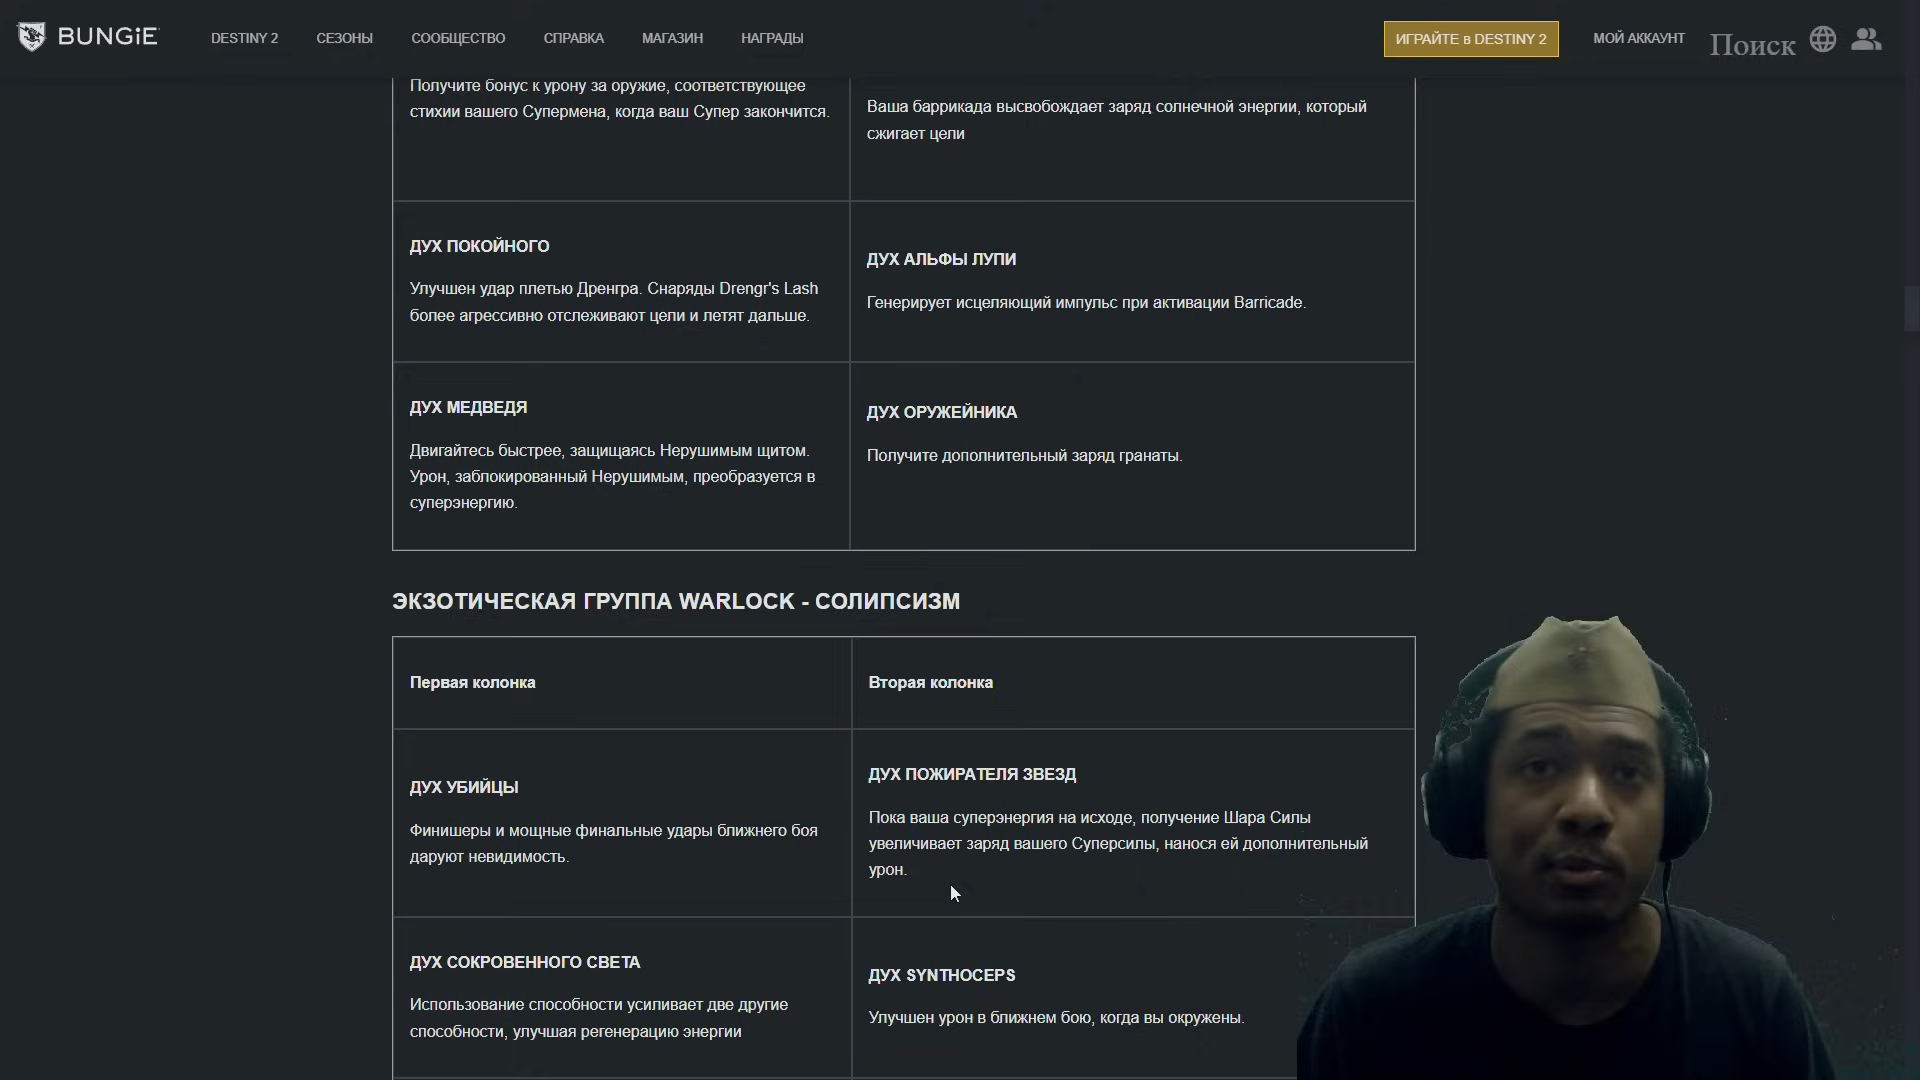 BUNGiE
DESTINY 2
СЕЗОНЫ
СООБЩЕСТВО
СПРАВКА
МАГАЗИН
НАГРАДЫ
ИГРАЙТЕ в DESTINY 2
МОЙ АККАУНТ
Поиск
Получите бонус к урону за оружие, соответствующее
стихии вашего Супермена, когда ваш Супер закончится.
Ваша баррикада высвобождает заряд солнечной энергии, который
сжигает цели
ДУХ ПОКОЙНОГО
Улучшен удар плетью Дренгра. Снаряды Drengr's Lash
более агрессивно отслеживают цели и летят дальше.
ДУХ АЛЬФЫ ЛУПИ
Генерирует исцеляющий импульс при активации Barricade.
ДУХ МЕДВЕДЯ
Двигайтесь быстрее, защищаясь Нерушимым щитом.
Урон, заблокированный Нерушимым, преобразуется в
суперэнергию.
ДУХ ОРУЖЕЙНИКА
Получите дополнительный заряд гранаты.
ЭКЗОТИЧЕСКАЯ ГРУППА WARLOCK - СОЛИПСИЗМ
Первая колонка
Вторая колонка
ДУХ УБИЙЦЫ
Финишеры и мощные финальные удары ближнего боя
даруют невидимость.
ДУХ ПОЖИРАТЕЛЯ ЗВЕЗД
Пока ваша суперэнергия на исходе, получение Шара Силы
увеличивает заряд вашего Суперсилы, нанося ей дополнительный
урон.
ДУХ СОКРОВЕННОГО СВЕТА
Использование способности усиливает две другие
способности, улучшая регенерацию энергии
ДУХ SYNTHOCEPS
Улучшен урон в ближнем бою, когда вы окружены.